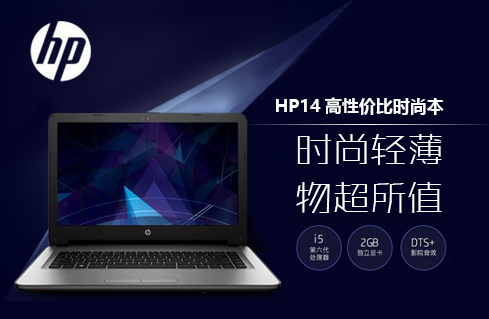 hp
HP14 高性价比时尚本
时尚轻薄
物超所值
i5
第六代
处理器
2GB
独立显卡
DTS+
影院音效
hp